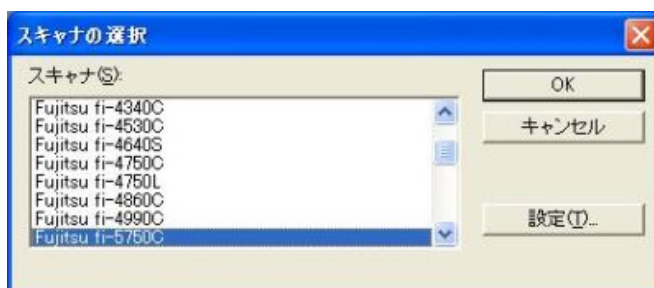 スキャナの選択
スキャナ(S):
Fujitsu fi-4340C
Fujitsu fi-4530C
Fujitsu fi-4640S
Fujitsu fi-4750C
Fujitsu fi-4750L
Fujitsu fi-4860C
Fujitsu fi-4990C
Fujitsu fi-5750C
OK
キャンセル
設定(T)...